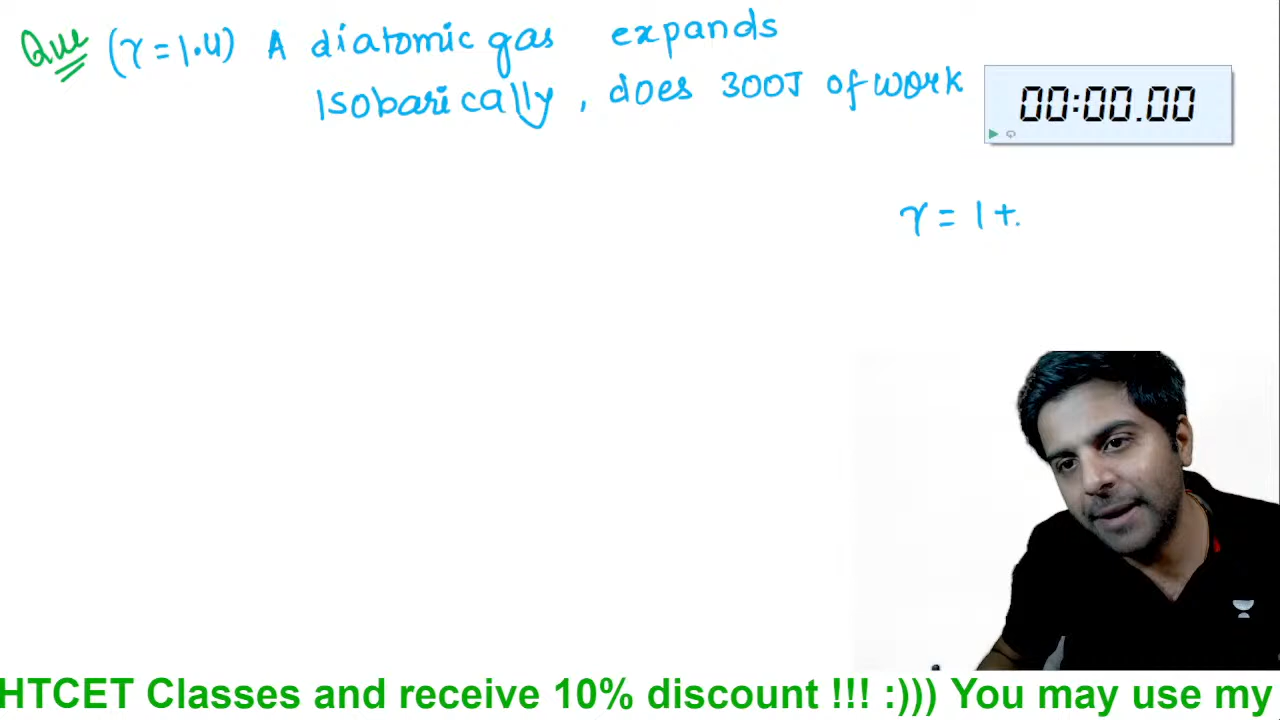 Que (γ = 1.4) A diatomic gas expands
Isobarically, does 300J of work
00:00.00
γ = 1 +
HTCET Classes and receive 10% discount !!! :))) You may use my